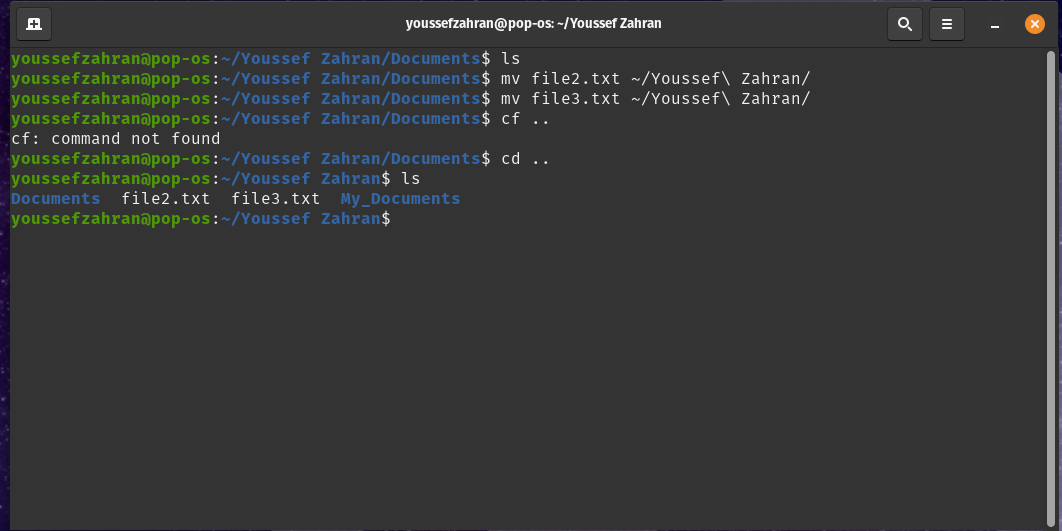 youssefzahran@pop-os: ~/Youssef Zahran
youssefzahran@pop-os:~/Youssef Zahran/Documents$ ls
youssefzahran@pop-os:~/Youssef Zahran/Documents$ mv file2.txt ~/Youssef\ Zahran/
youssefzahran@pop-os:~/Youssef Zahran/Documents$ mv file3.txt ~/Youssef\ Zahran/
youssefzahran@pop-os:~/Youssef Zahran/Documents$ cf ..
cf: command not found
youssefzahran@pop-os:~/Youssef Zahran/Documents$ cd ..
youssefzahran@pop-os:~/Youssef Zahran$ ls
Documents  file2.txt  file3.txt  My_Documents
youssefzahran@pop-os:~/Youssef Zahran$